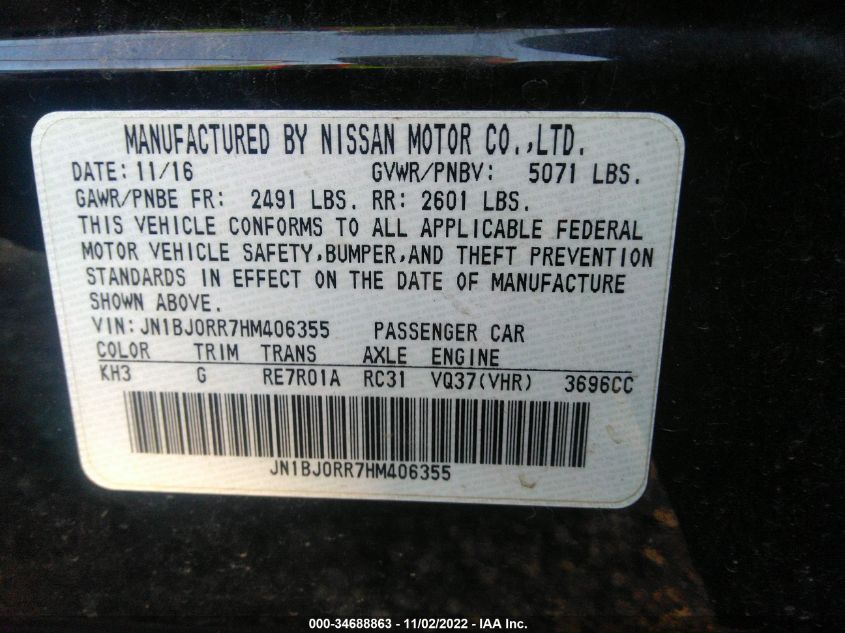 MANUFACTURED BY NISSAN MOTOR CO.,LTD.
DATE: 11/16 GVWR/PNBV: 5071 LBS.
GAWR/PNBE FR: 2491 LBS. RR: 2601 LBS.
THIS VEHICLE CONFORMS TO ALL APPLICABLE FEDERAL
MOTOR VEHICLE SAFETY,BUMPER,AND THEFT PREVENTION
STANDARDS IN EFFECT ON THE DATE OF MANUFACTURE
SHOWN ABOVE.
VIN: JN1BJ0RR7HM406355 PASSENGER CAR
COLOR TRIM TRANS AXLE ENGINE
KH3 G RE7R01A RC31 VQ37(VHR) 3696CC
JN1BJ0RR7HM406355
000-34688863 - 11/02/2022 - IAA Inc.